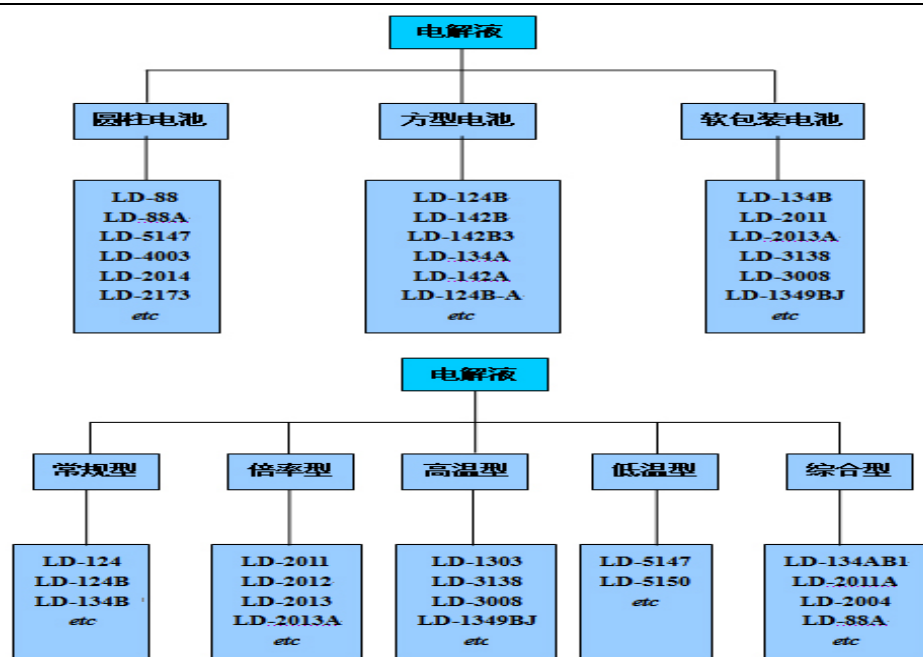 电解液
圆柱电池
方型电池
软包装电池
LD-88
LD-88A
LD-5147
LD-4003
LD-2014
LD-2173
etc
LD-124B
LD-142B
LD-142B3
LD-134A
LD-142A
LD-124B-A
etc
LD-134B
LD-2011
LD-2013A
LD-3138
LD-3008
LD-1349BJ
etc
电解液
常规型
倍率型
高温型
低温型
综合型
LD-124
LD-124B
LD-134B
etc
LD-2011
LD-2012
LD-2013
LD-2013A
etc
LD-1303
LD-3138
LD-3008
LD-1349BJ
etc
LD-5147
LD-5150
etc
LD-134AB1
LD-2011A
LD-2004
LD-88A
etc